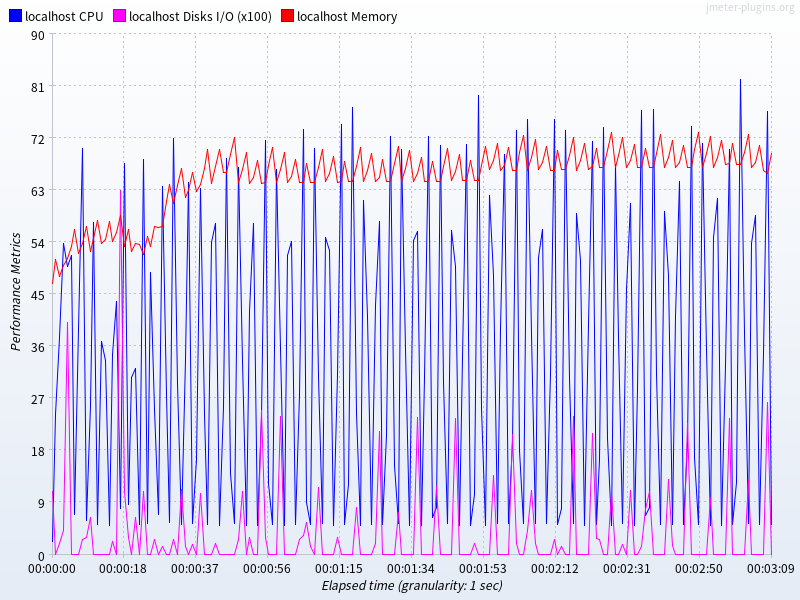 jmeter-plugins.org
localhost CPU localhost Disks I/O (x100) localhost Memory
Performance Metrics
90
81
72
63
54
45
36
27
18
9
0
00:00:00 00:00:18 00:00:37 00:00:56 00:01:15 00:01:34 00:01:53 00:02:12 00:02:31 00:02:50 00:03:09
Elapsed time (granularity: 1 sec)